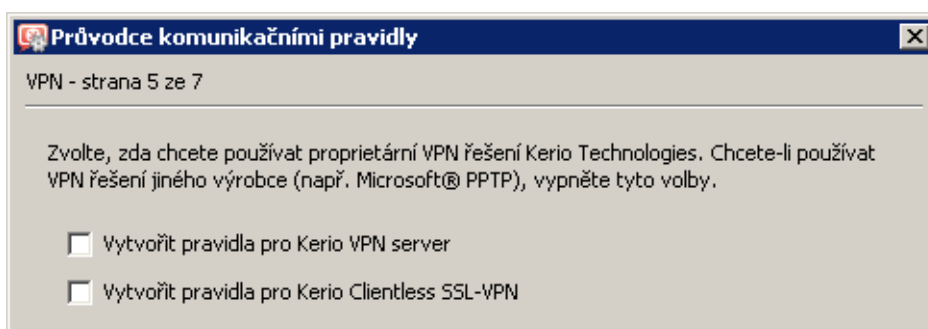 Průvodce komunikačními pravidly
VPN - strana 5 ze 7
Zvolte, zda chcete používat proprietární VPN řešení Kerio Technologies. Chcete-li používat
VPN řešení jiného výrobce (např. Microsoft® PPTP), vypněte tyto volby.
Vytvořit pravidla pro Kerio VPN server
Vytvořit pravidla pro Kerio Clientless SSL-VPN